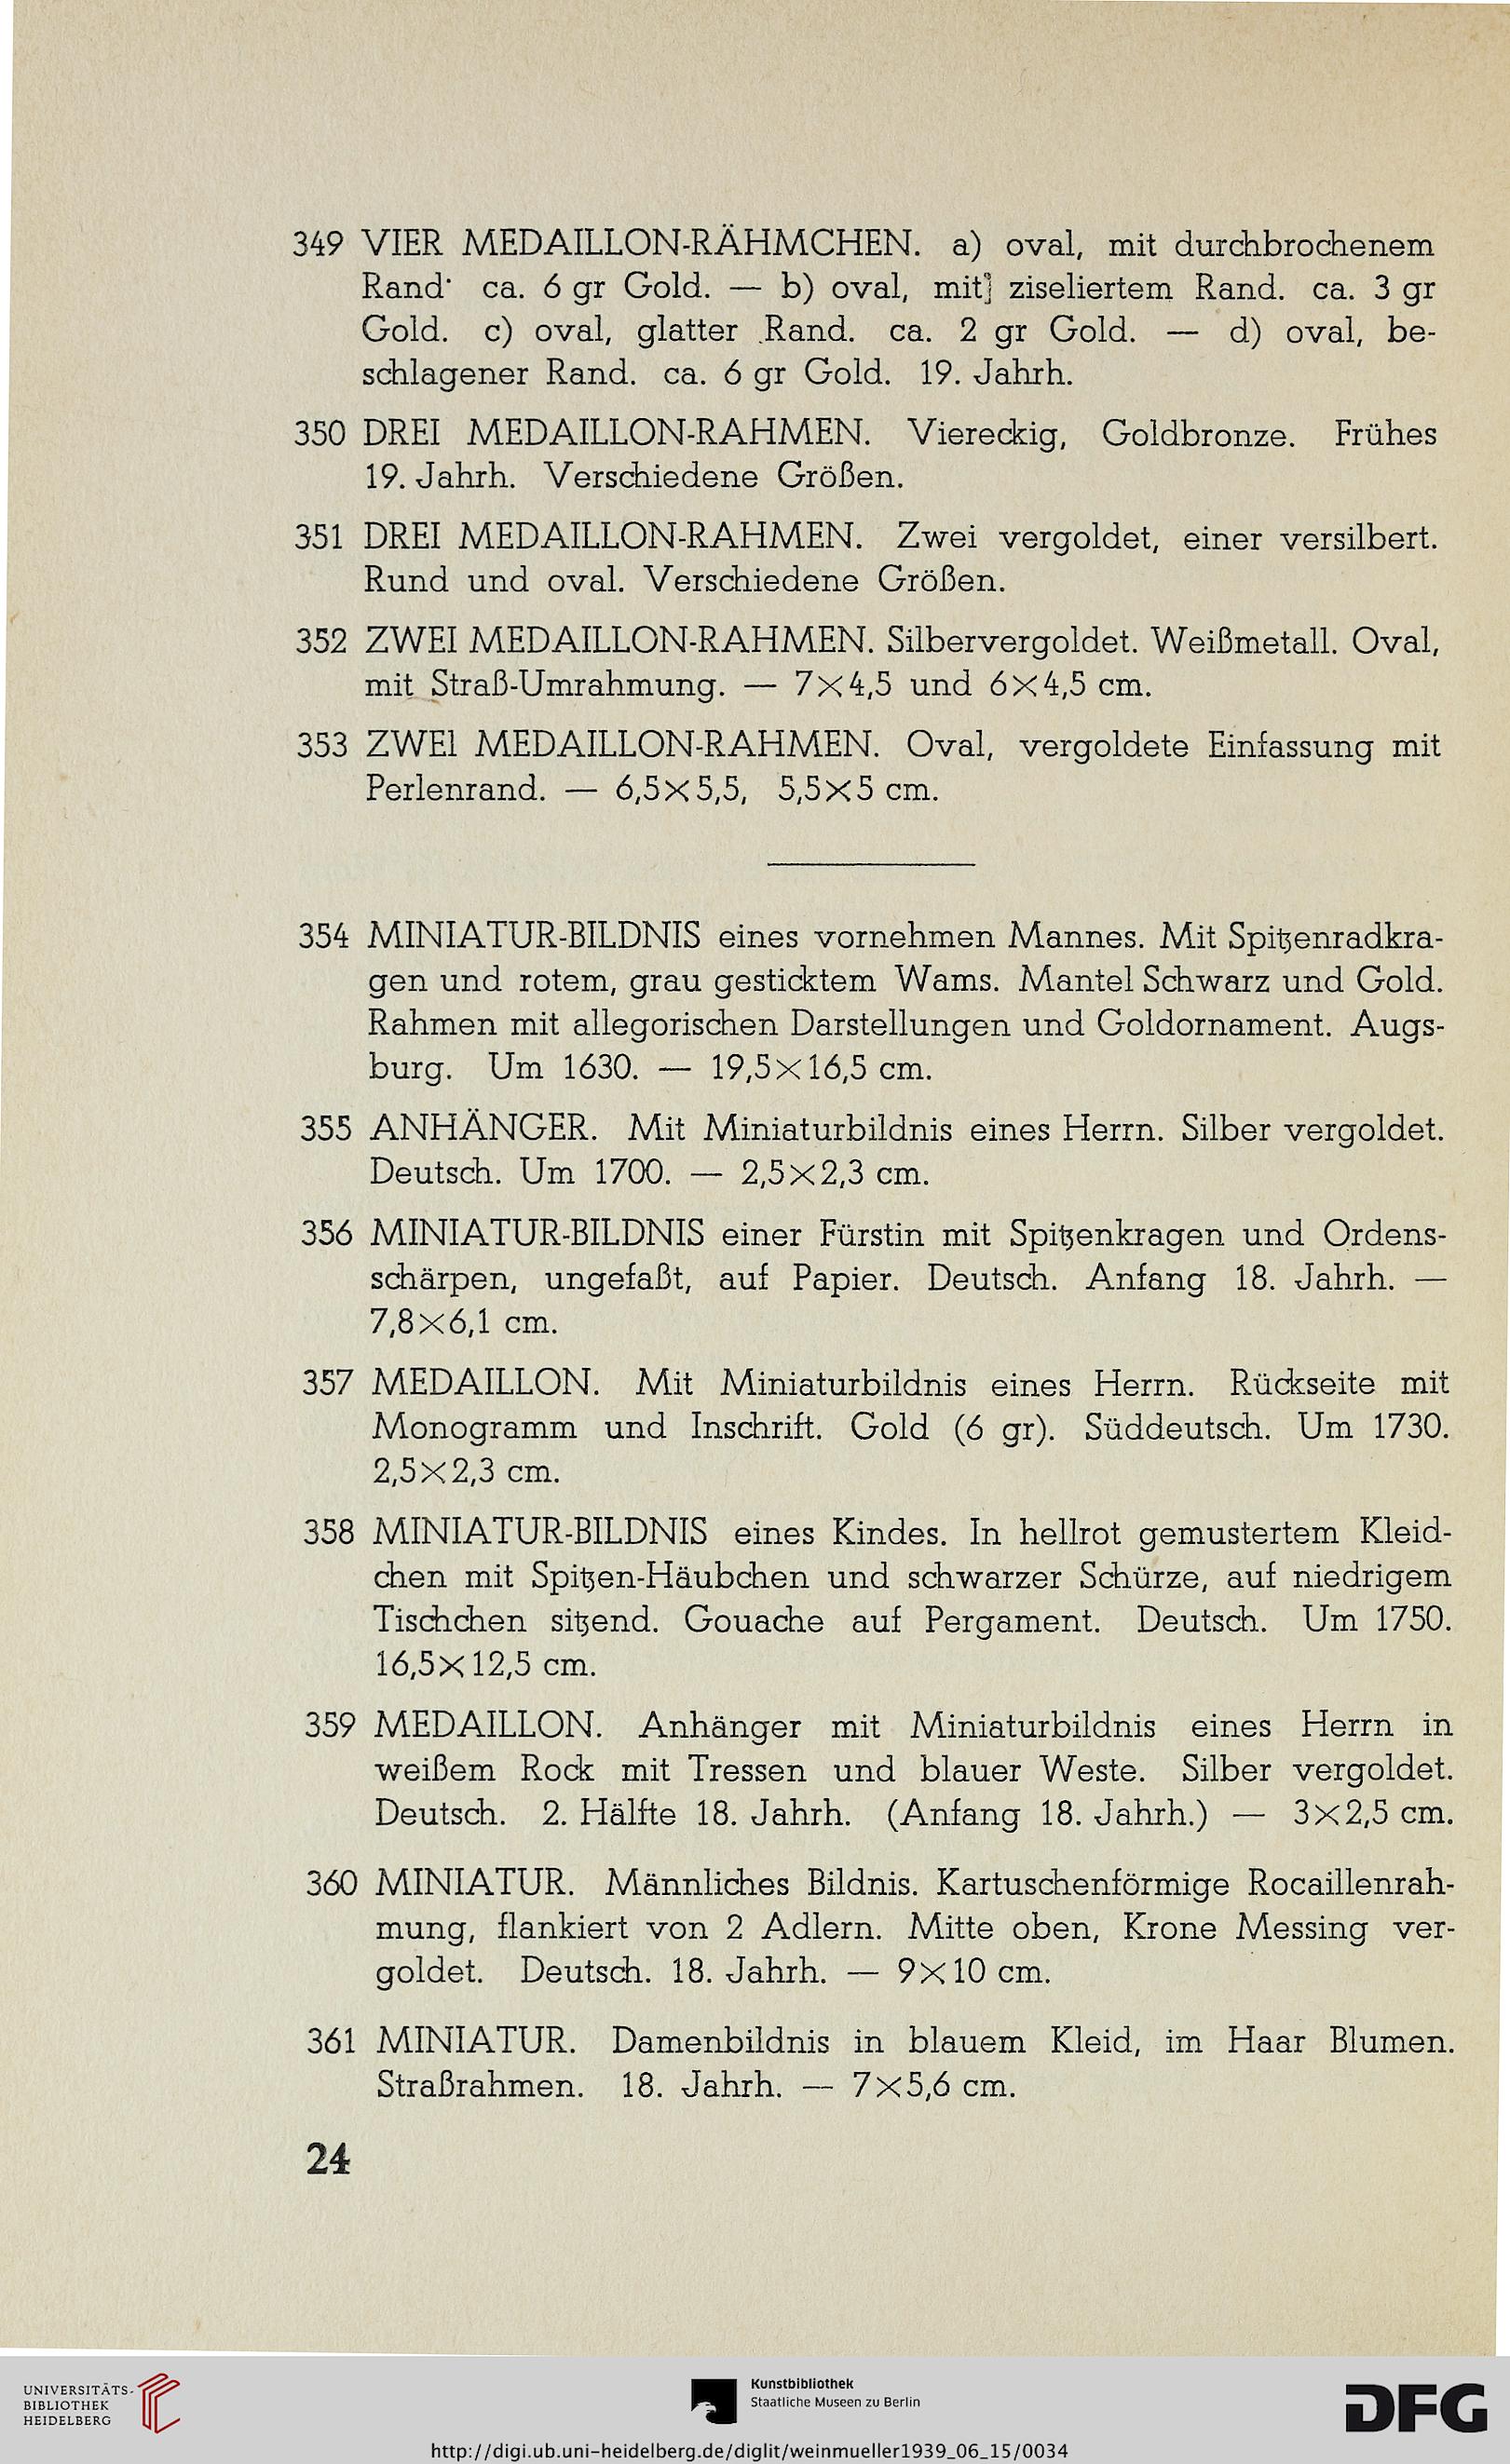 349 VIER MEDAILLON-RÄHMCHEN. a) oval, mit durchbrochenem
Rand· ca. 6 gr Gold. — b) oval, mit] ziseliertem Rand. ca. 3 gr
Gold. c) oval, glatter Rand. ca. 2 gr Gold. — d) oval, be-
schlagener Rand. ca. 6 gr Gold. 19. Jahrh.
350 DREI MEDAILLON-RAHMEN. Viereckig, Goldbronze. Frühes
19. Jahrh. Verschiedene Größen.
351 DREI MEDAILLON-RAHMEN. Zwei vergoldet, einer versilbert.
Rund und oval. Verschiedene Größen.
352 ZWEI MEDAILLON-RAHMEN. Silbervergoldet. Weißmetall. Oval,
mit Straß-Umrahmung. — 7×4,5 und 6×4,5 cm.
353 ZWEI MEDAILLON-RAHMEN. Oval, vergoldete Einfassung mit
Perlenrand. — 6,5×5,5, 5,5×5 cm.
354 MINIATUR-BILDNIS eines vornehmen Mannes. Mit Spitzenradkra-
gen und rotem, grau gesticktem Wams. Mantel Schwarz und Gold.
Rahmen mit allegorischen Darstellungen und Goldornament. Augs-
burg. Um 1630. — 19,5×16,5 cm.
355 ANHÄNGER. Mit Miniaturbildnis eines Herrn. Silber vergoldet.
Deutsch. Um 1700. — 2,5×2,3 cm.
356 MINIATUR-BILDNIS einer Fürstin mit Spitzenkragen und Ordens-
schärpen, ungefaßt, auf Papier. Deutsch. Anfang 18. Jahrh. —
7,8×6,1 cm.
357 MEDAILLON. Mit Miniaturbildnis eines Herrn. Rückseite mit
Monogramm und Inschrift. Gold (6 gr). Süddeutsch. Um 1730.
2,5×2,3 cm.
358 MINIATUR-BILDNIS eines Kindes. In hellrot gemustertem Kleid-
chen mit Spitzen-Häubchen und schwarzer Schürze, auf niedrigem
Tischchen sitzend. Gouache auf Pergament. Deutsch. Um 1750.
16,5×12,5 cm.
359 MEDAILLON. Anhänger mit Miniaturbildnis eines Herrn in
weißem Rock mit Tressen und blauer Weste. Silber vergoldet.
Deutsch. 2. Hälfte 18. Jahrh. (Anfang 18. Jahrh.) — 3×2,5 cm.
360 MINIATUR. Männliches Bildnis. Kartuschenförmige Rocaillenrah-
mung, flankiert von 2 Adlern. Mitte oben, Krone Messing ver-
goldet. Deutsch. 18. Jahrh. — 9×10 cm.
361 MINIATUR. Damenbildnis in blauem Kleid, im Haar Blumen.
Straßrahmen. 18. Jahrh. — 7×5,6 cm.
24
UNIVERSITÄTS-
BIBLIOTHEK
HEIDELBERG
Kunstbibliothek
Staatliche Museen zu Berlin
DFG
http://digi.ub.uni-heidelberg.de/diglit/weinmueller1939_06_15/0034